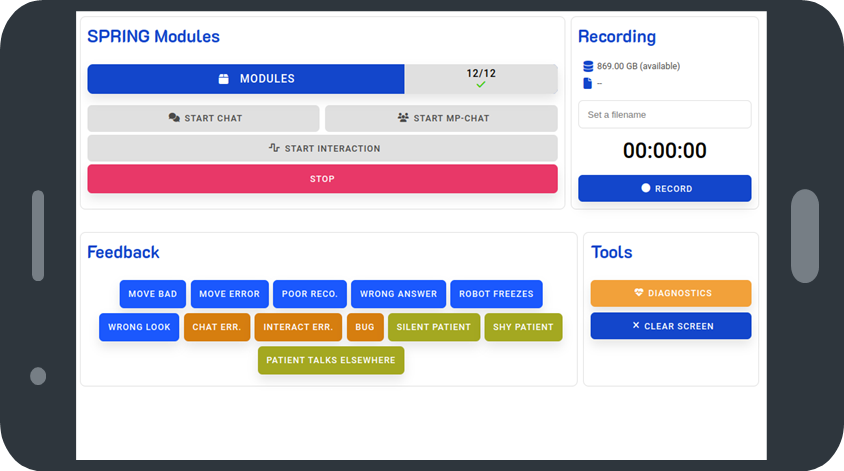 SPRING Modules
MODULES
12/12
START CHAT
START MP-CHAT
START INTERACTION
STOP
Recording
869.00 GB (available)
--
Set a filename
00:00:00
RECORD
Feedback
MOVE BAD
MOVE ERROR
POOR RECO.
WRONG ANSWER
ROBOT FREEZES
WRONG LOOK
CHAT ERR.
INTERACT ERR.
BUG
SILENT PATIENT
SHY PATIENT
PATIENT TALKS ELSEWHERE
Tools
DIAGNOSTICS
CLEAR SCREEN